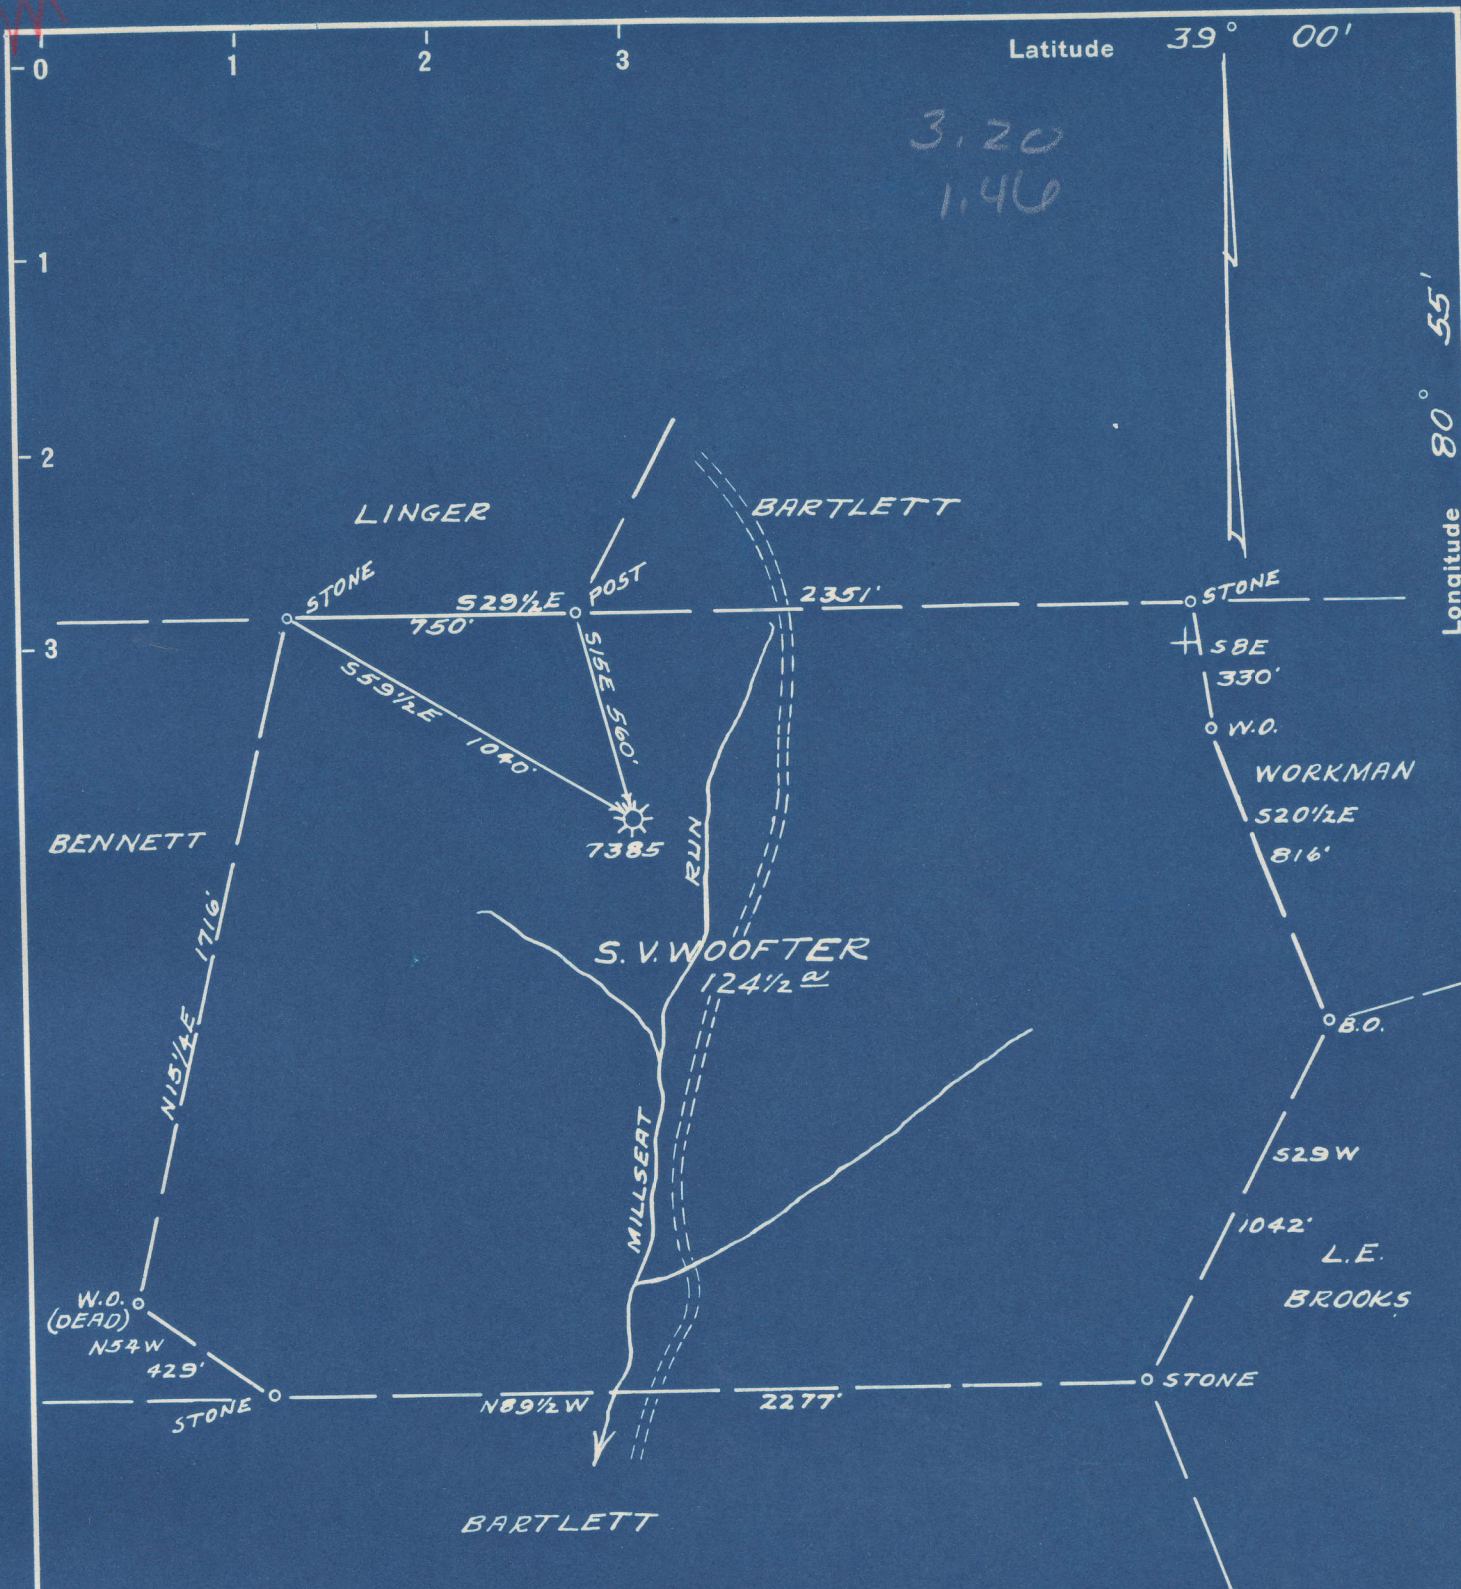 0
1
2
3
Latitude 39° 00'
3.20
1.46
1
Longitude 80° 55'
2
LINGER
BARTLETT
STONE
S29½E
POST
2351'
STONE
750'
3
S8E
330'
S59½E
1040'
S15E 560'
W.O.
WORKMAN
S20½E
816'
BENNETT
7385
RUN
N15¼E 1716'
S. V. WOOFTER
124½ a
B.O.
MILLSEAT
S29W
1042'
L.E.
BROOKS
W.O.
(DEAD)
N54W
429'
STONE
STONE
N89½W
2277'
BARTLETT